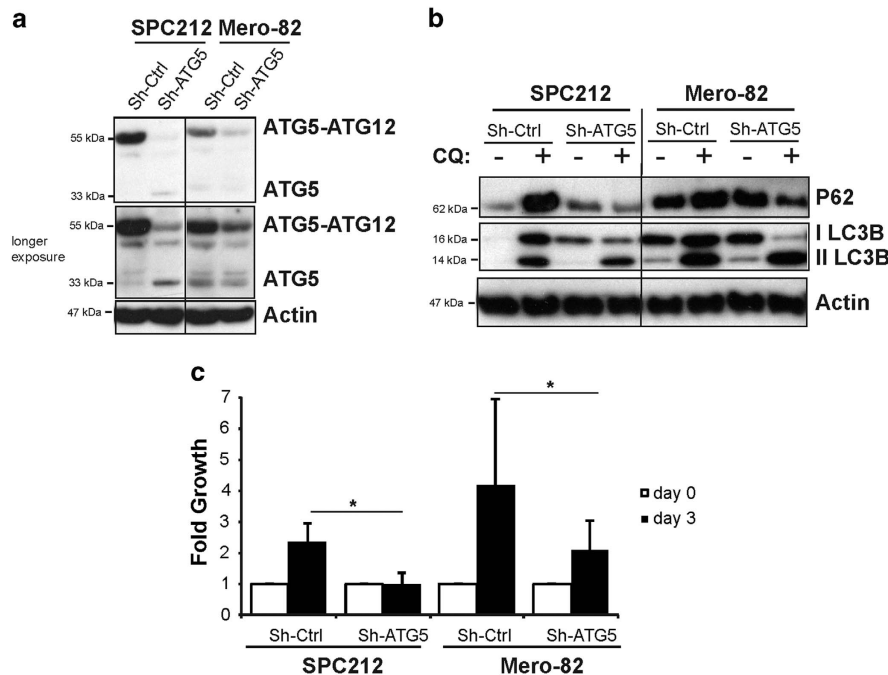 a
SPC212 Mero-82
Sh-Ctrl Sh-ATG5 Sh-Ctrl Sh-ATG5
55 kDa ATG5-ATG12
33 kDa ATG5
longer exposure
55 kDa ATG5-ATG12
33 kDa ATG5
47 kDa Actin
b
SPC212 Mero-82
Sh-Ctrl Sh-ATG5 Sh-Ctrl Sh-ATG5
CQ: - + - + - + - +
62 kDa P62
16 kDa I LC3B
14 kDa II LC3B
47 kDa Actin
c
Fold Growth
7
6
5
4
3
2
1
0
* *
day 0
day 3
Sh-Ctrl Sh-ATG5 Sh-Ctrl Sh-ATG5
SPC212 Mero-82